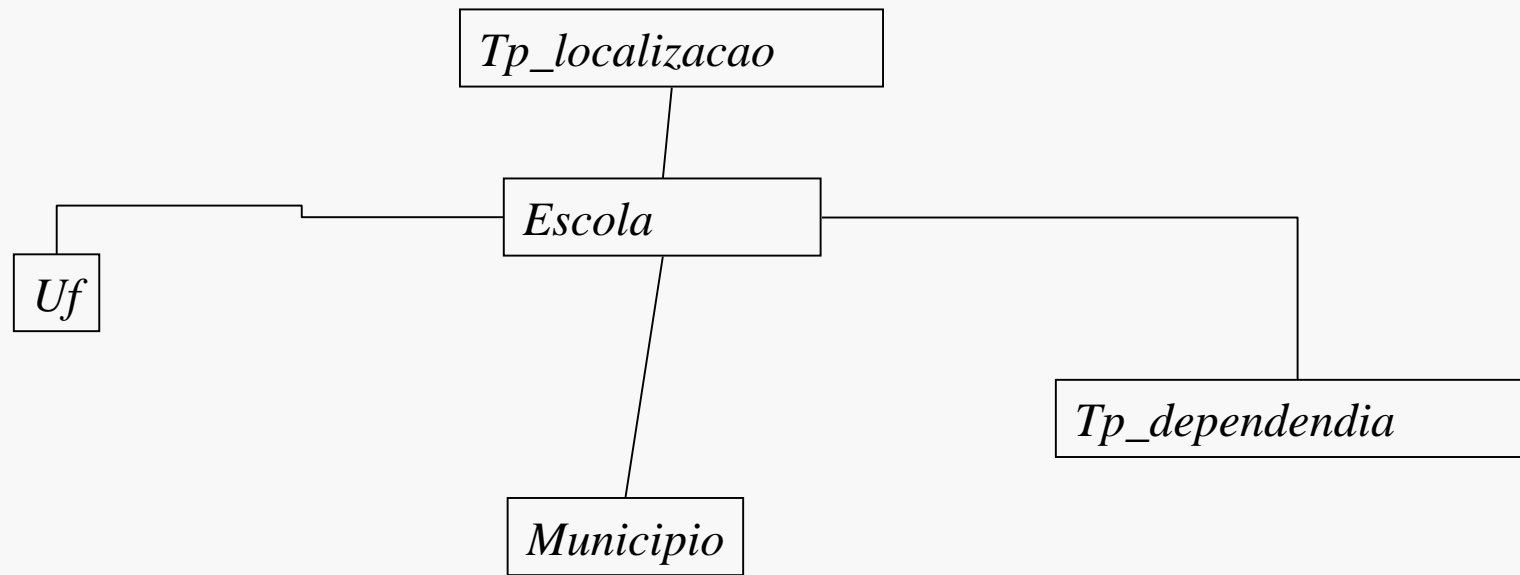 Tp_localizacao
Escola
Uf
Tp_dependendia
Municipio